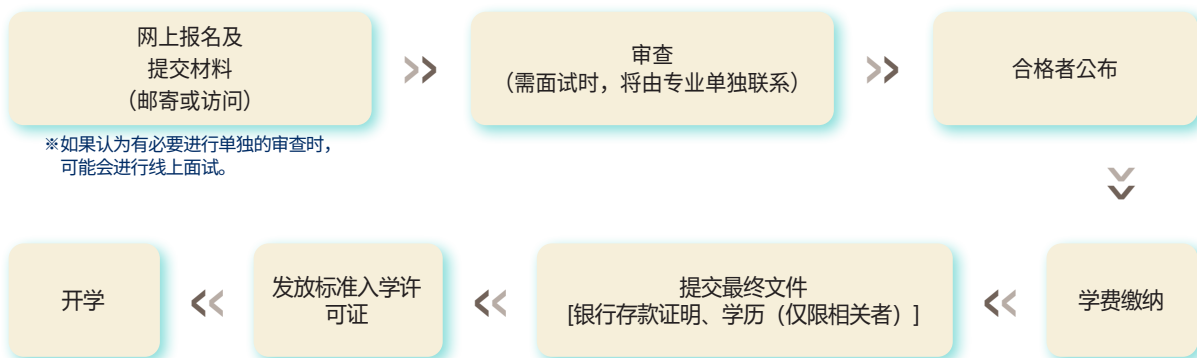 网上报名及
提交材料
（邮寄或访问）
审查
（需面试时，将由专业单独联系）
合格者公布
※如果认为有必要进行单独的审查时，
可能会进行线上面试。
开学
发放标准入学许
可证
提交最终文件
[银行存款证明、学历（仅限相关者）]
学费缴纳